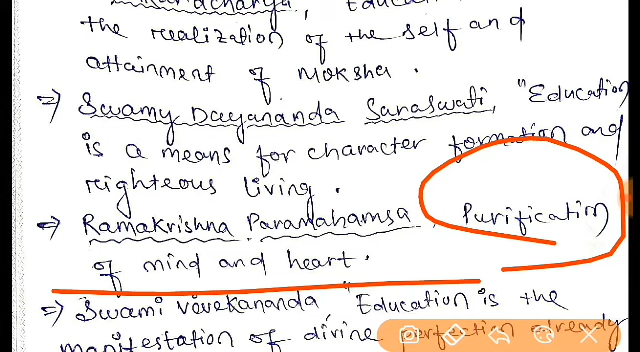 the realization of the self and
attainment of Moksha.
⇒ Swamy Dayananda Saraswati, "Education
is a means for character formation and
righteous living.
⇒ Ramakrishna Paramahamsa, Purification
of mind and heart.
⇒ Swami Vivekananda, "Education is the
manifestation of divine perfection already